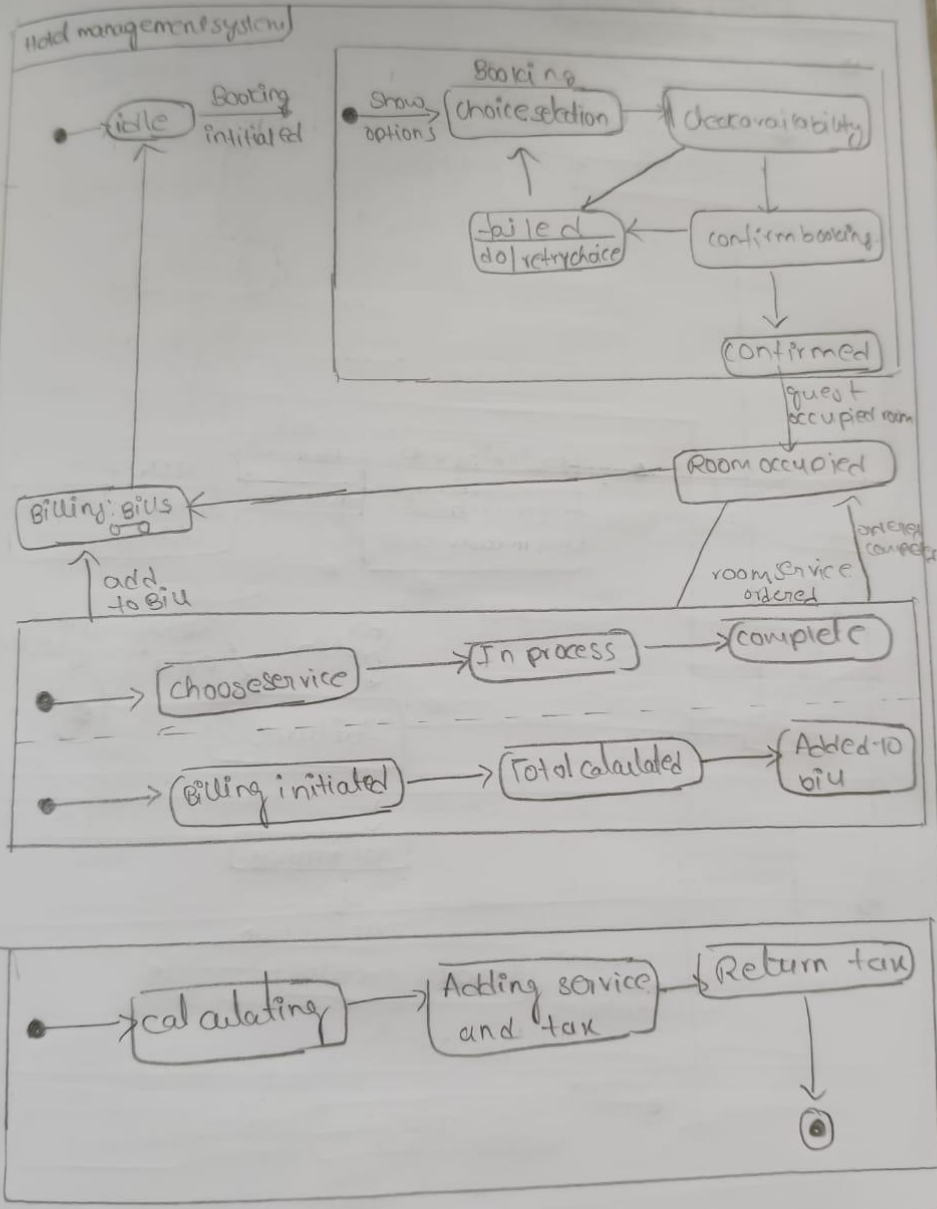 Hotel management system
idle
Booking
intitiated
Booking
Show
options
choice selection
check availability
failed
do/retry choice
confirm booking
confirmed
guest
occupied room
Room occupied
Billing: Bills
add
to Bill
room service
ordered
ordered
Choose service
In process
complete
Billing initiated
Total calculated
Added to
bill
calculating
Adding service
and tax
Return tax